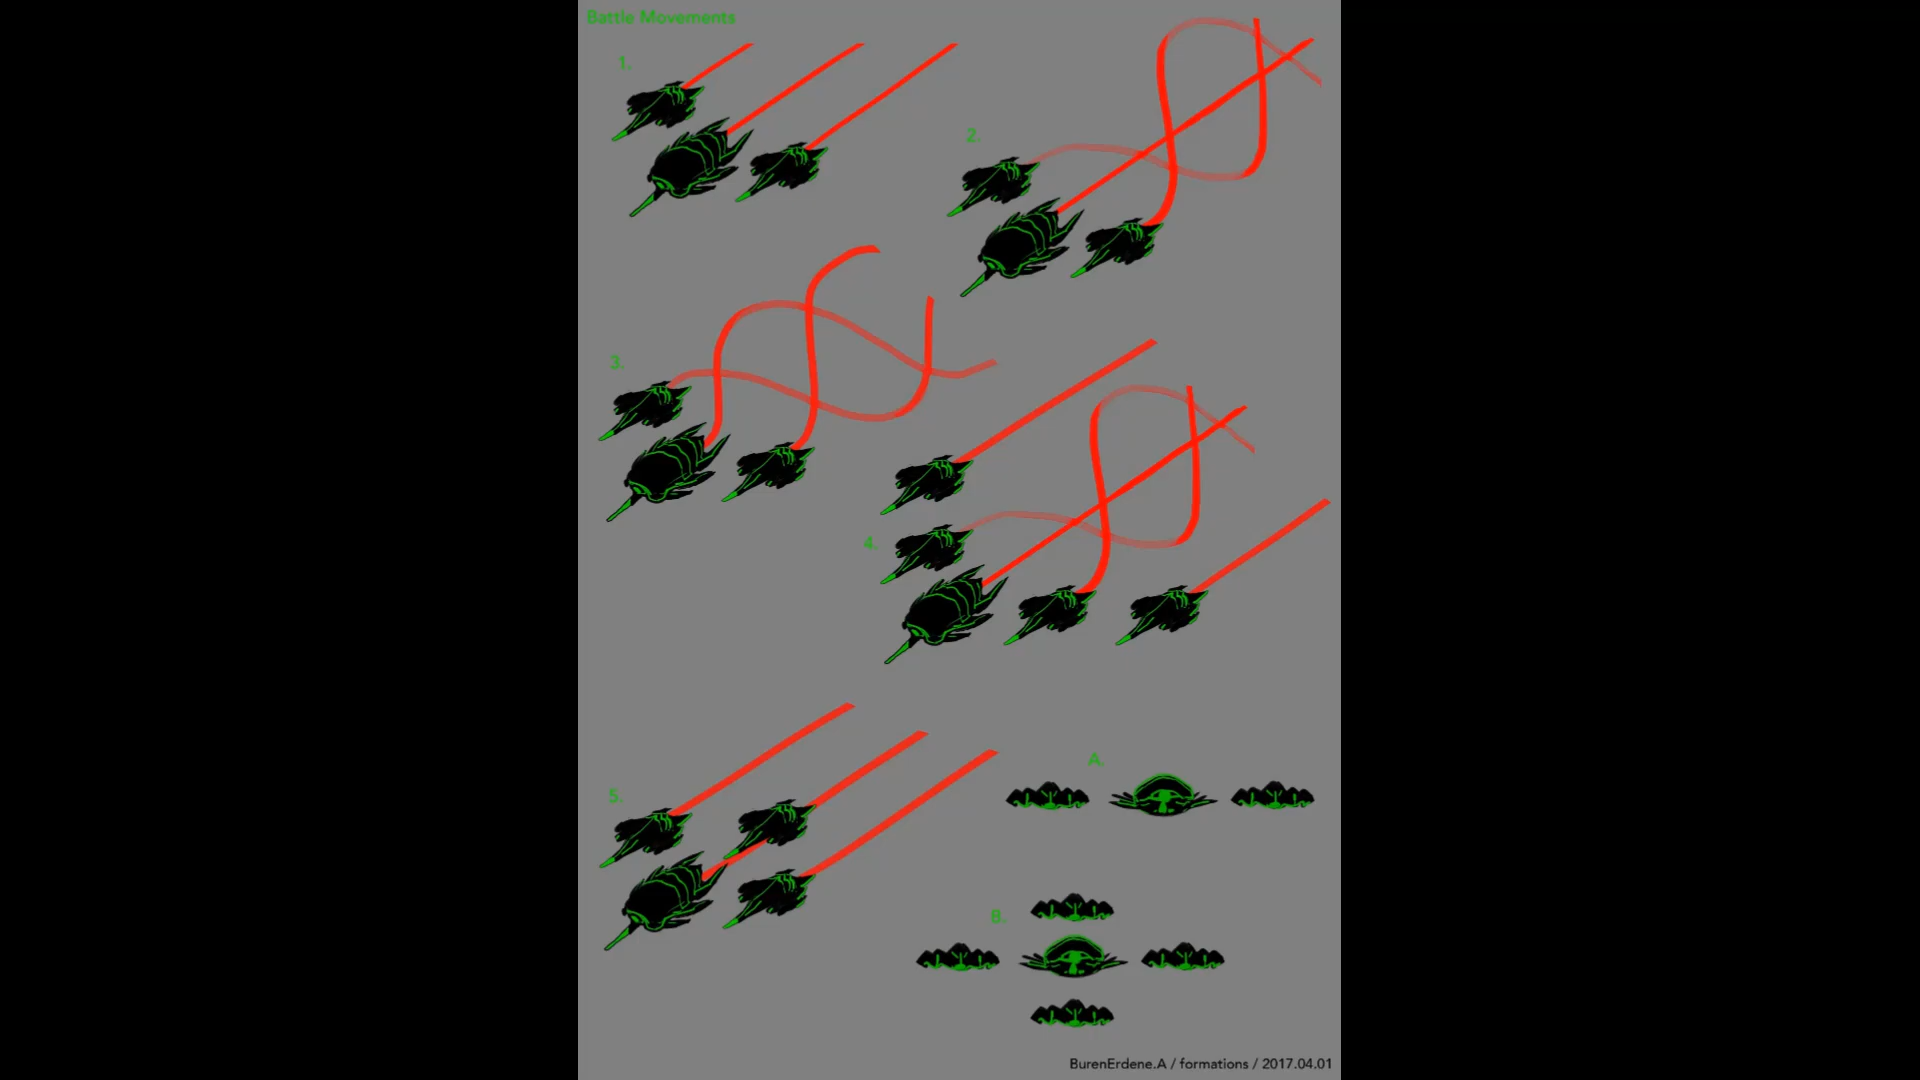 Battle Movements
1.
2.
3.
4.
5.
A.
B.
BurenErdene.A / formations / 2017.04.01